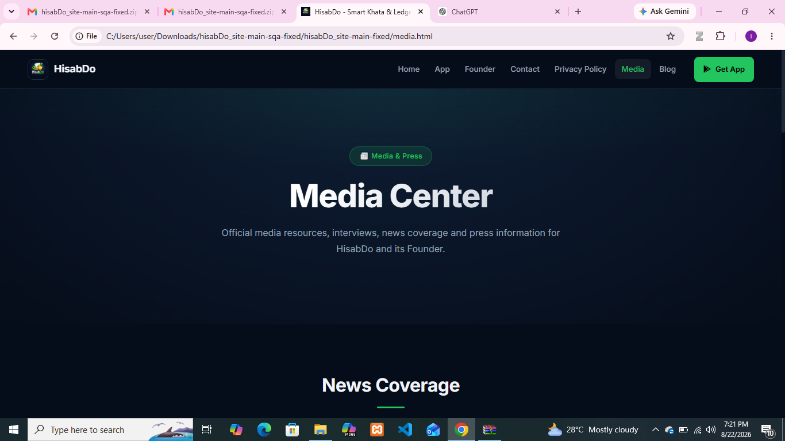 hisabDo_site-main-sqa-fixed.zip
hisabDo_site-main-sqa-fixed.zip
HisabDo - Smart Khata & Ledge
ChatGPT
Ask Gemini
File
C:/Users/user/Downloads/hisabDo_site-main-sqa-fixed/hisabDo_site-main-fixed/media.html
HisabDo
Home
App
Founder
Contact
Privacy Policy
Media
Blog
Get App
Media & Press
Media Center
Official media resources, interviews, news coverage and press information for
HisabDo and its Founder.
News Coverage
Type here to search
28°C Mostly cloudy
7:21 PM
8/22/2026